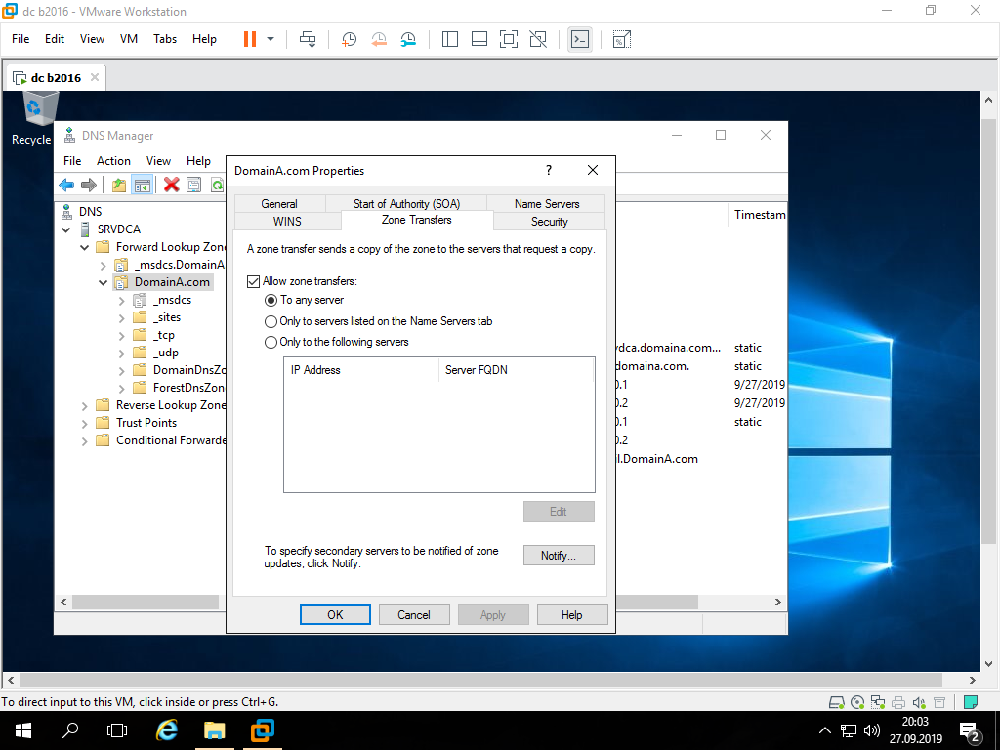 dc b2016 - VMware Workstation
File Edit View VM Tabs Help
dc b2016
Recycle
DNS Manager
File Action View Help
DNS
SRVDCA
Forward Lookup Zone
_msdcs.DomainA
DomainA.com
_msdcs
_sites
_tcp
_udp
DomainDnsZo
ForestDnsZon
Reverse Lookup Zone
Trust Points
Conditional Forwarde
DomainA.com Properties
?
General Start of Authority (SOA) Name Servers
WINS Zone Transfers Security
A zone transfer sends a copy of the zone to the servers that request a copy.
Allow zone transfers:
To any server
Only to servers listed on the Name Servers tab
Only to the following servers
IP Address Server FQDN
Edit
To specify secondary servers to be notified of zone
updates, click Notify.
Notify...
OK Cancel Apply Help
Timestam
vdca.domaina.com... static
domaina.com. static
0.1 9/27/2019
0.2 9/27/2019
0.1 static
0.2
l.DomainA.com
To direct input to this VM, click inside or press Ctrl+G.
20:03
27.09.2019
2